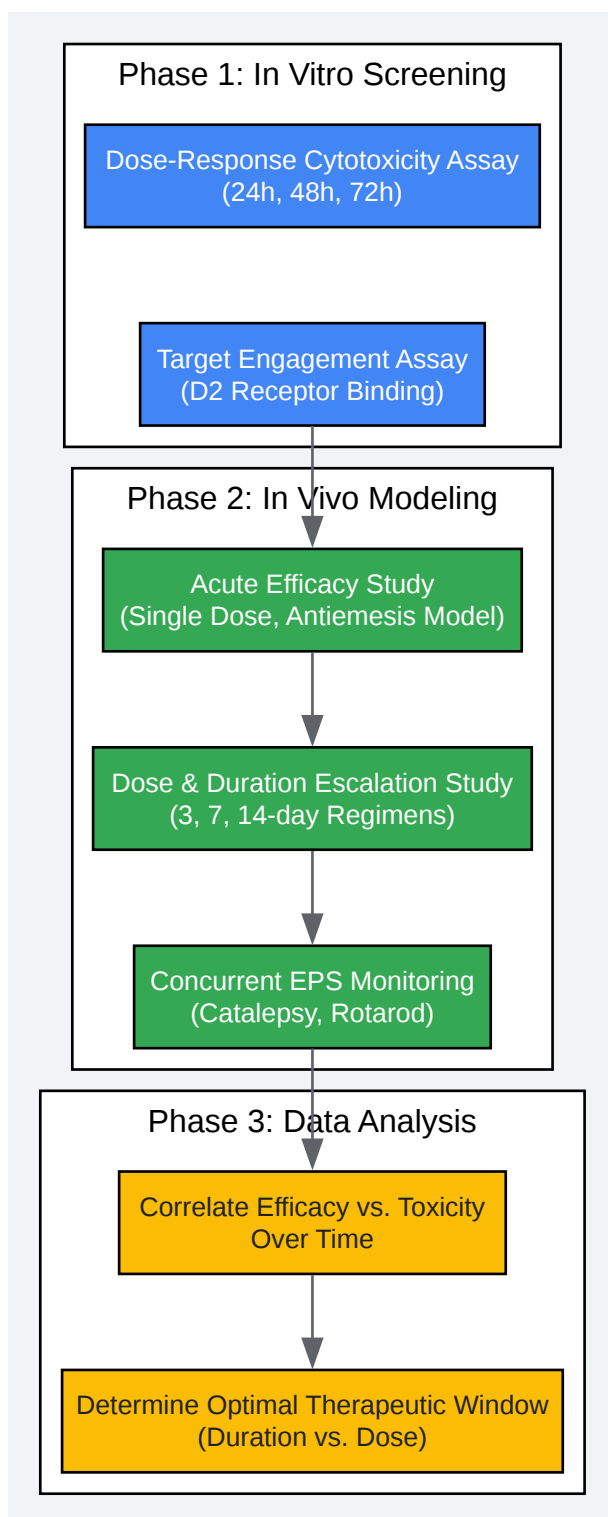 Phase 1: In Vitro Screening
Dose-Response Cytotoxicity Assay
(24h, 48h, 72h)
Target Engagement Assay
(D2 Receptor Binding)
Phase 2: In Vivo Modeling
Acute Efficacy Study
(Single Dose, Antiemesis Model)
Dose & Duration Escalation Study
(3, 7, 14-day Regimens)
Concurrent EPS Monitoring
(Catalepsy, Rotarod)
Phase 3: Data Analysis
Correlate Efficacy vs. Toxicity
Over Time
Determine Optimal Therapeutic Window
(Duration vs. Dose)